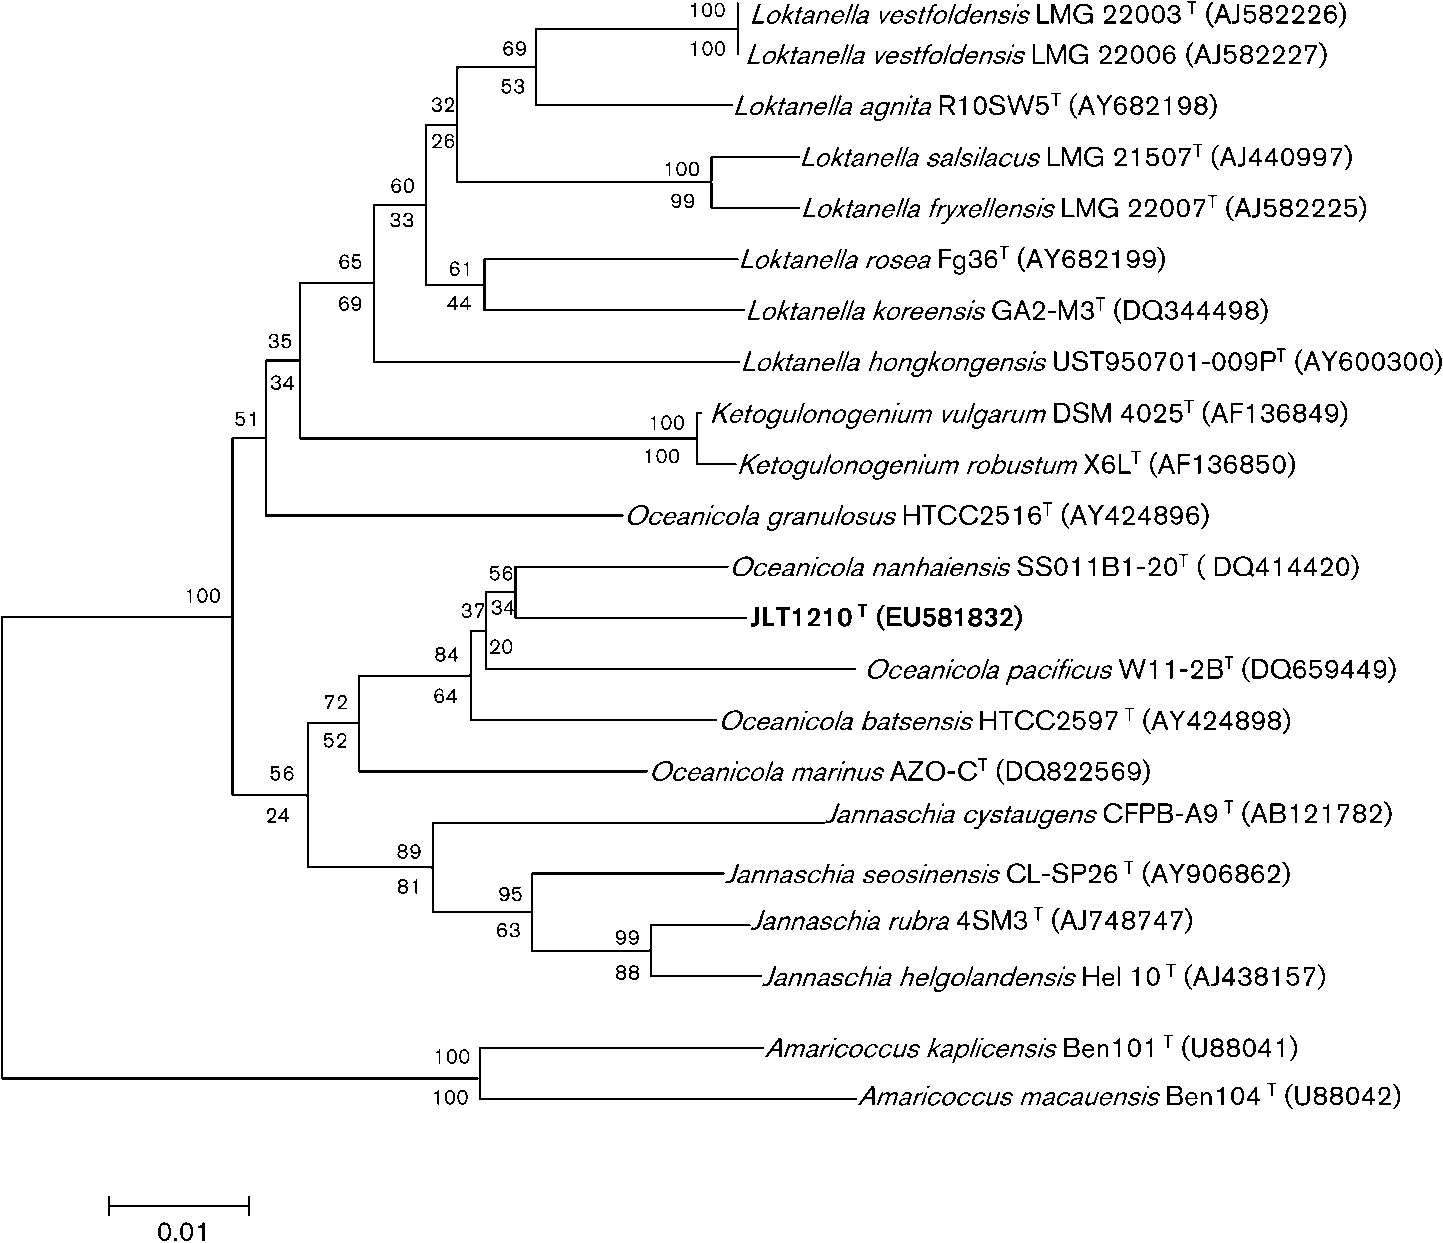 100
Loktanella vestfoldensis LMG 22003 T (AJ582226)
100
Loktanella vestfoldensis LMG 22006 (AJ582227)
69
53
Loktanella agnita R10SW5T (AY682198)
32
26
100
Loktanella salsilacus LMG 21507T (AJ440997)
99
Loktanella fryxellensis LMG 22007T (AJ582225)
60
33
Loktanella rosea Fg36T (AY682199)
61
44
Loktanella koreensis GA2-M3T (DQ344498)
65
69
Loktanella hongkongensis UST950701-009PT (AY600300)
35
34
100
Ketogulonogenium vulgarum DSM 4025T (AF136849)
100
Ketogulonogenium robustum X6LT (AF136850)
51
Oceanicola granulosus HTCC2516T (AY424896)
56
Oceanicola nanhaiensis SS011B1-20T ( DQ414420)
100
37
34
JLT1210 T (EU581832)
20
Oceanicola pacificus W11-2BT (DQ659449)
84
64
72
Oceanicola batsensis HTCC2597 T (AY424898)
52
Oceanicola marinus AZO-CT (DQ822569)
56
24
Jannaschia cystaugens CFPB-A9 T (AB121782)
89
81
Jannaschia seosinensis CL-SP26 T (AY906862)
95
63
Jannaschia rubra 4SM3 T (AJ748747)
99
88
Jannaschia helgolandensis Hel 10 T (AJ438157)
100
Amaricoccus kaplicensis Ben101 T (U88041)
100
Amaricoccus macauensis Ben104 T (U88042)
0.01